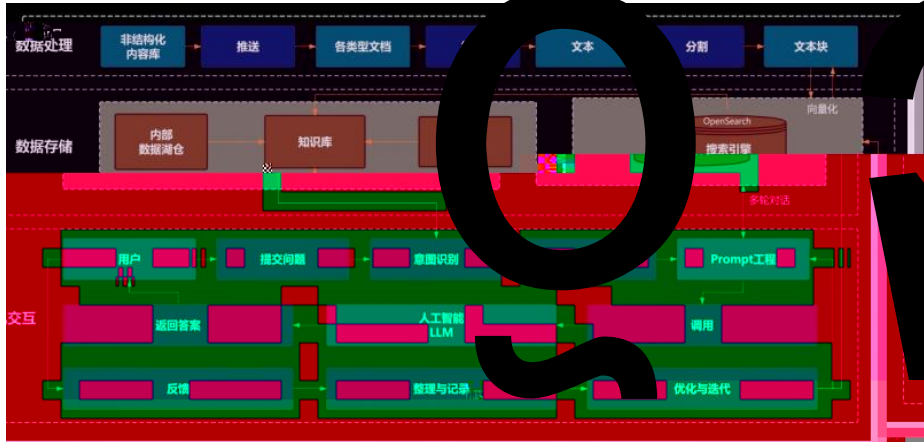 数据处理
非结构化
内容库
推送
各类型文档
文本
分割
文本块
向量化
数据存储
内部
数据湖仓
知识库
OpenSearch
搜索引擎
多轮对话
交互
用户
提交问题
意图识别
Prompt工程
返回答案
人工智能
LLM
调用
反馈
整理与记录
优化与迭代